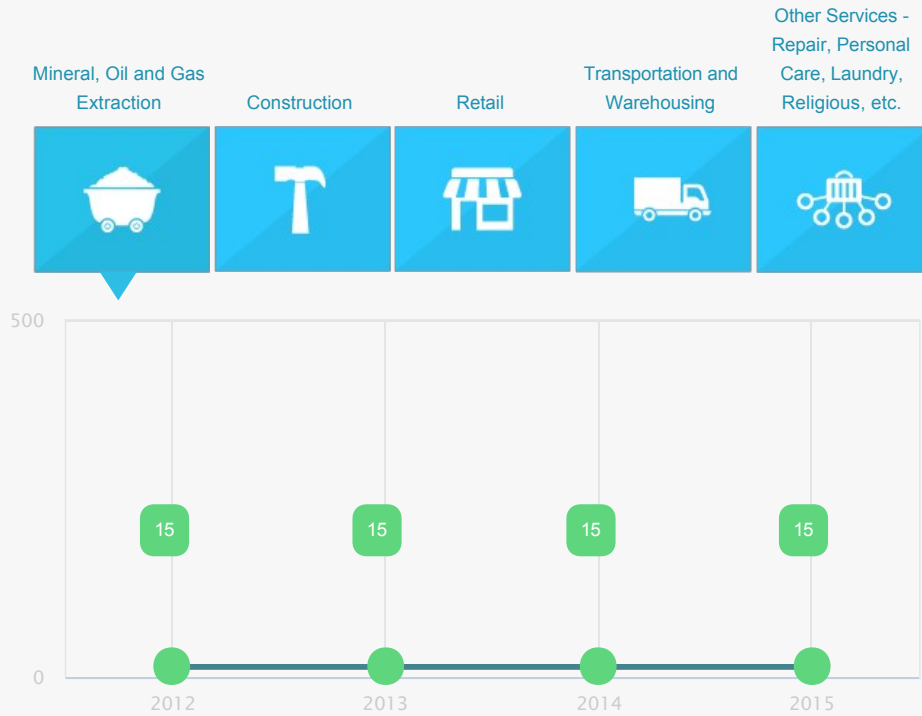 Mineral, Oil and Gas
Extraction
Construction
Retail
Transportation and
Warehousing
Other Services -
Repair, Personal
Care, Laundry,
Religious, etc.
500
15 15 15 15
0
2012 2013 2014 2015